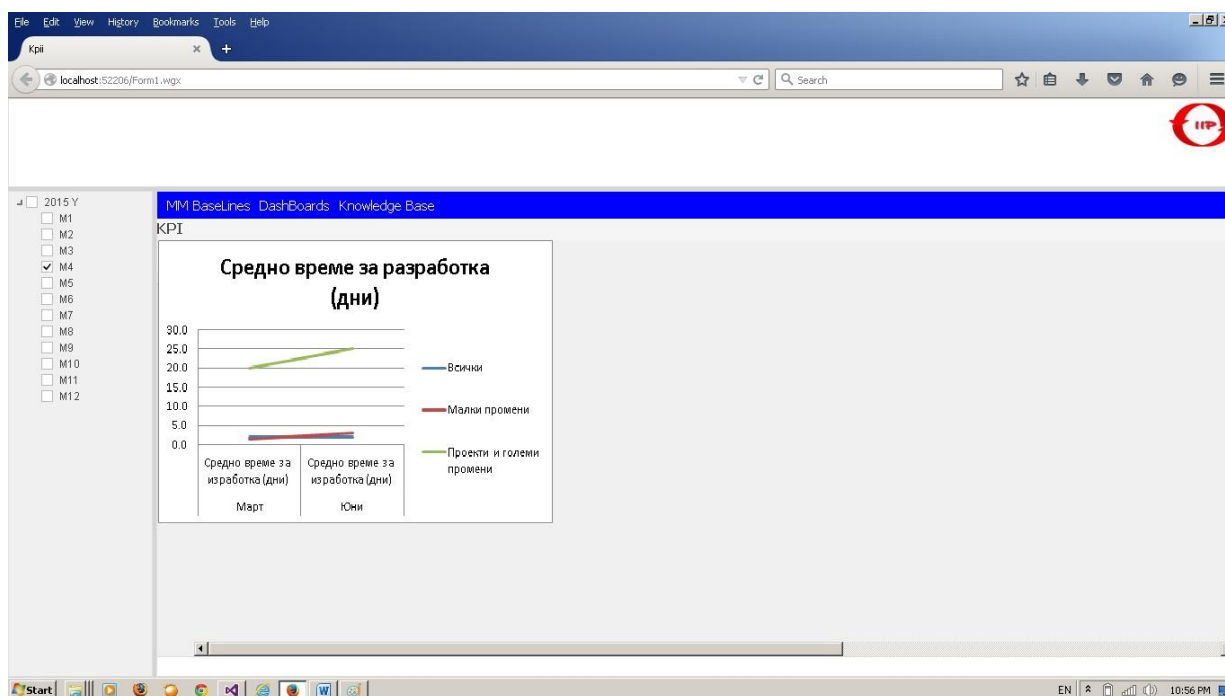 File Edit View History Bookmarks Tools Help
Kpii
localhost:52206/Form1.wgx
Search
IIP
2015 Y
M1
M2
M3
M4
M5
M6
M7
M8
M9
M10
M11
M12
MM BaseLines DashBoards Knowledge Base
KPI
Средно време за разработка
(дни)
30.0
25.0
20.0
15.0
10.0
5.0
0.0
Всички
Малки промени
Проекти и големи
промени
Средно време за
изработка (дни)
Средно време за
изработка (дни)
Март
Юни
Start
EN
10:56 PM